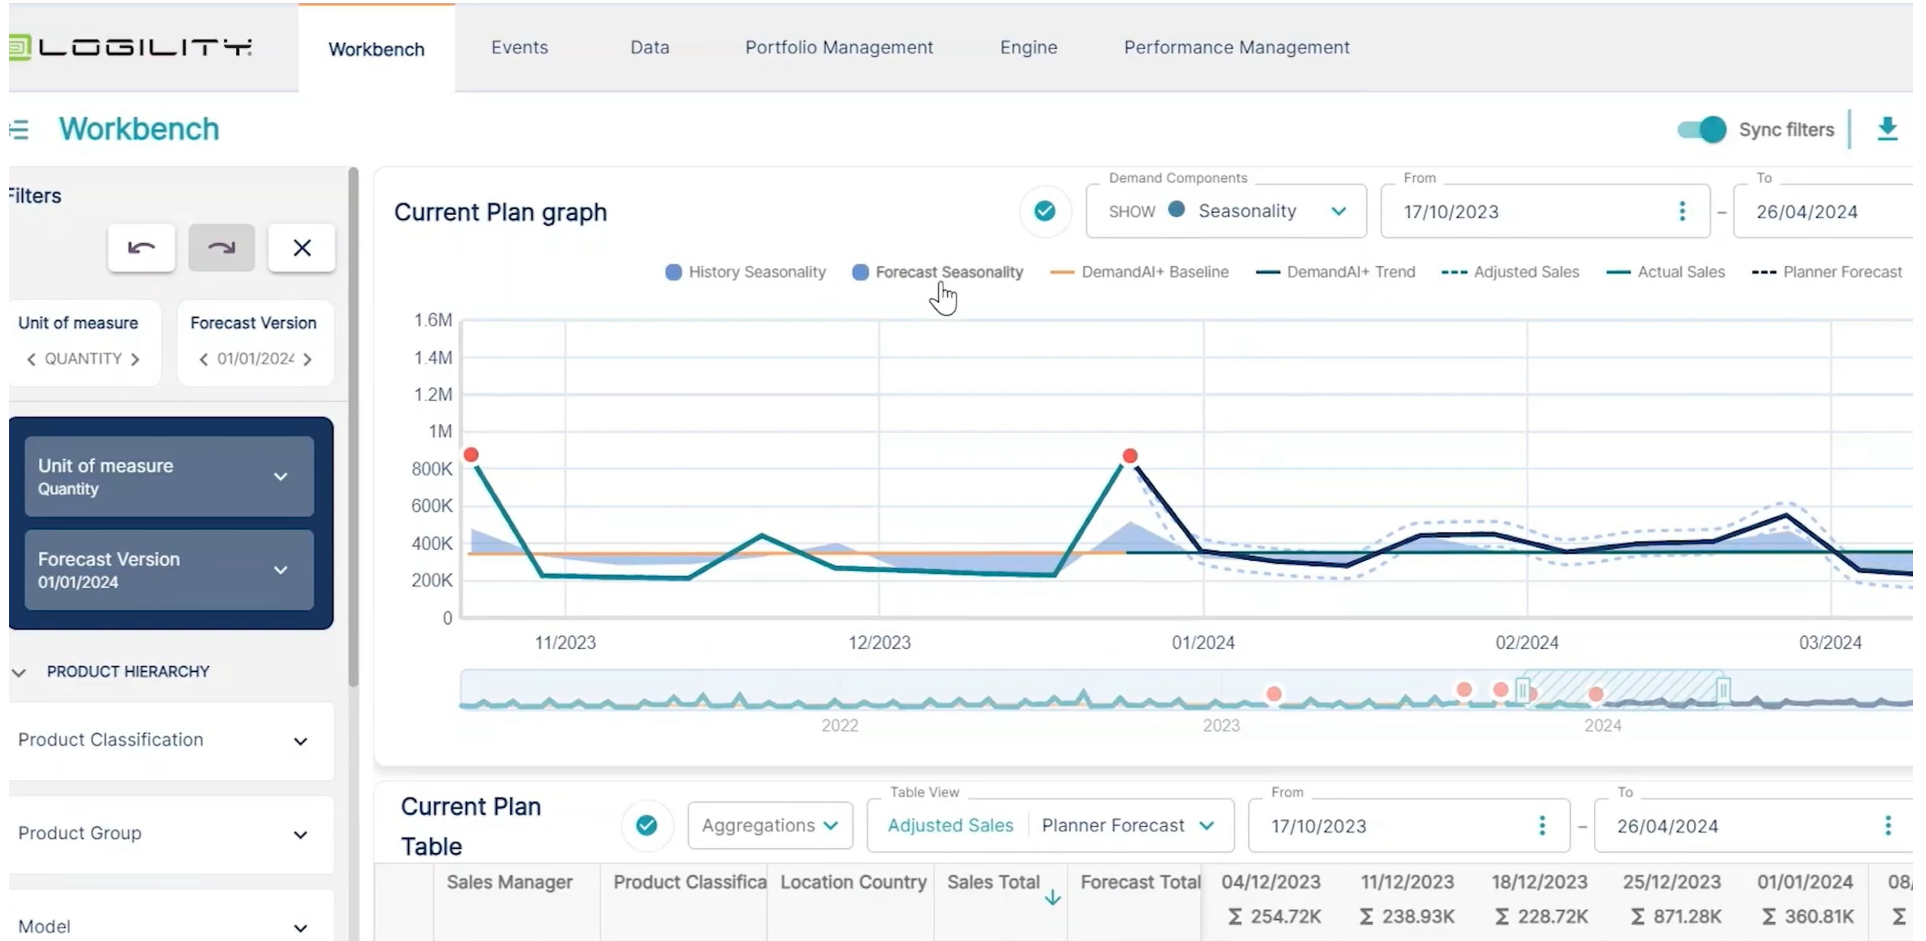 LOGILITY
Workbench Events Data Portfolio Management Engine Performance Management
Workbench
Sync filters
Filters
Unit of measure
QUANTITY
Forecast Version
01/01/2024
Unit of measure
Quantity
Forecast Version
01/01/2024
PRODUCT HIERARCHY
Product Classification
Product Group
Model
Current Plan graph
Demand Components
SHOW Seasonality
From
17/10/2023
–
To
26/04/2024
History Seasonality Forecast Seasonality DemandAI+ Baseline DemandAI+ Trend Adjusted Sales Actual Sales Planner Forecast
1.6M
1.4M
1.2M
1M
800K
600K
400K
200K
0
11/2023 12/2023 01/2024 02/2024 03/2024
2022 2023 2024
Current Plan
Table
Aggregations
Table View
Adjusted Sales Planner Forecast
From
17/10/2023
–
To
26/04/2024
Sales Manager Product Classifica Location Country Sales Total Forecast Total 04/12/2023 11/12/2023 18/12/2023 25/12/2023 01/01/2024 08/
Σ 254.72K Σ 238.93K Σ 228.72K Σ 871.28K Σ 360.81K Σ